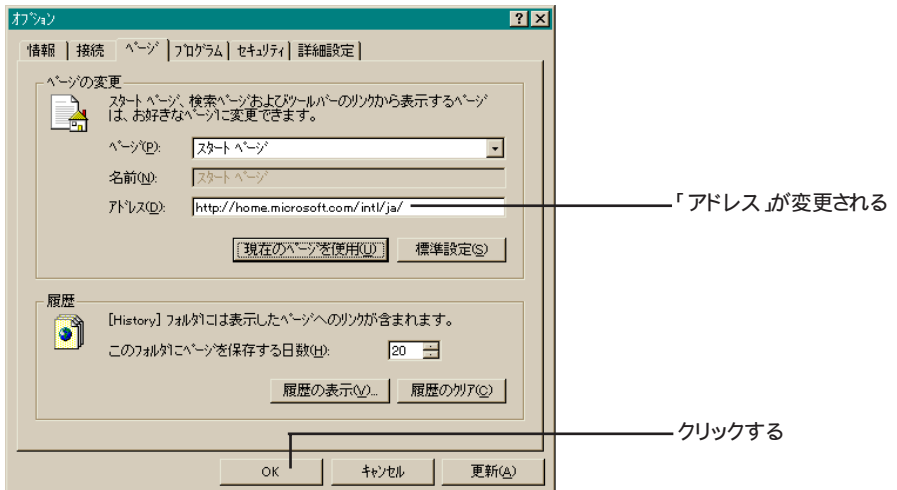 オプション
情報 接続 ページ プログラム セキュリティ 詳細設定
ページの変更
スタート ページ、検索ページおよびツールバーのリンクから表示するページ
は、お好きなページに変更できます。
ページ(P): スタート ページ
名前(N): スタート ページ
アドレス(D): http://home.microsoft.com/intl/ja/
「アドレス」が変更される
現在のページを使用(U) 標準設定(S)
履歴
[History] フォルダには表示したページへのリンクが含まれます。
このフォルダにページを保存する日数(H): 20
履歴の表示(V)... 履歴のクリア(C)
クリックする
OK キャンセル 更新(A)